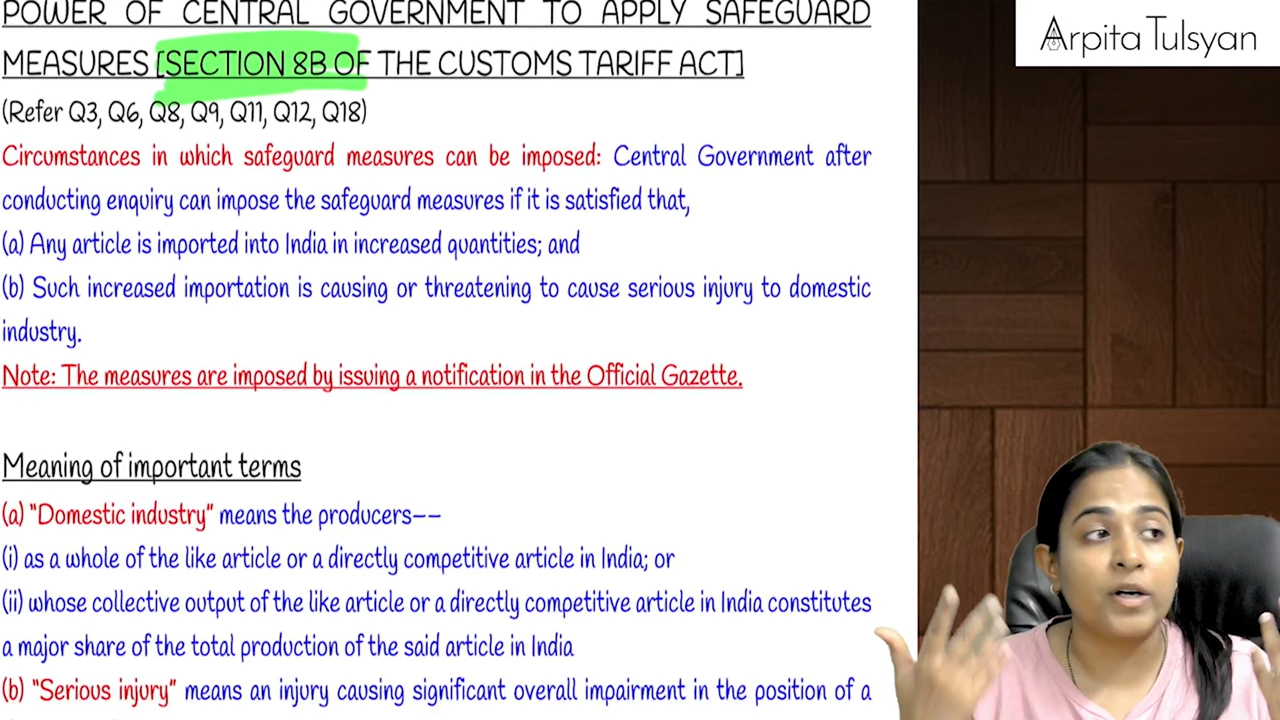 POWER OF CENTRAL GOVERNMENT TO APPLY SAFEGUARD
MEASURES [SECTION 8B OF THE CUSTOMS TARIFF ACT]
(Refer Q3, Q6, Q8, Q9, Q11, Q12, Q18)
Circumstances in which safeguard measures can be imposed: Central Government after
conducting enquiry can impose the safeguard measures if it is satisfied that,
(a) Any article is imported into India in increased quantities; and
(b) Such increased importation is causing or threatening to cause serious injury to domestic
industry.
Note: The measures are imposed by issuing a notification in the Official Gazette.
Meaning of important terms
(a) "Domestic industry" means the producers––
(i) as a whole of the like article or a directly competitive article in India; or
(ii) whose collective output of the like article or a directly competitive article in India constitutes
a major share of the total production of the said article in India
(b) "Serious injury" means an injury causing significant overall impairment in the position of a
Arpita Tulsyan